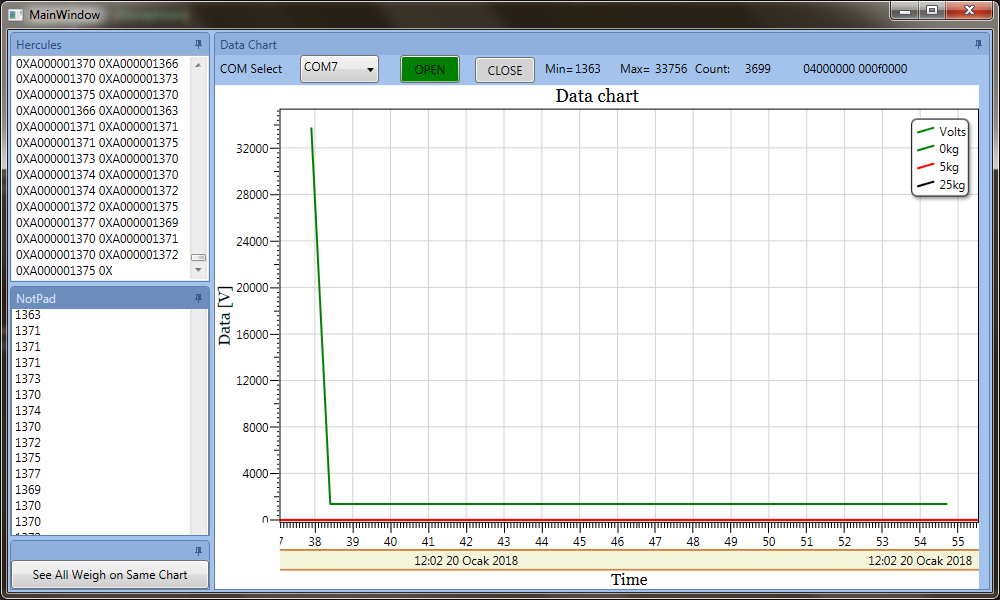 MainWindow
Hercules
0XA000001370 0XA000001366
0XA000001370 0XA000001373
0XA000001375 0XA000001370
0XA000001366 0XA000001363
0XA000001371 0XA000001371
0XA000001371 0XA000001375
0XA000001373 0XA000001370
0XA000001374 0XA000001370
0XA000001374 0XA000001372
0XA000001372 0XA000001375
0XA000001377 0XA000001369
0XA000001370 0XA000001371
0XA000001370 0XA000001372
0XA000001375 0X
NotPad
1363
1371
1371
1371
1373
1370
1374
1370
1372
1375
1377
1369
1370
1370
See All Weigh on Same Chart
Data Chart
COM Select COM7 OPEN CLOSE Min= 1363 Max= 33756 Count: 3699 04000000 000f0000
Data chart
Volts
0kg
5kg
25kg
Data [V]
32000
28000
24000
20000
16000
12000
8000
4000
0
7 38 39 40 41 42 43 44 45 46 47 48 49 50 51 52 53 54 55
12:02 20 Ocak 2018 12:02 20 Ocak 2018
Time